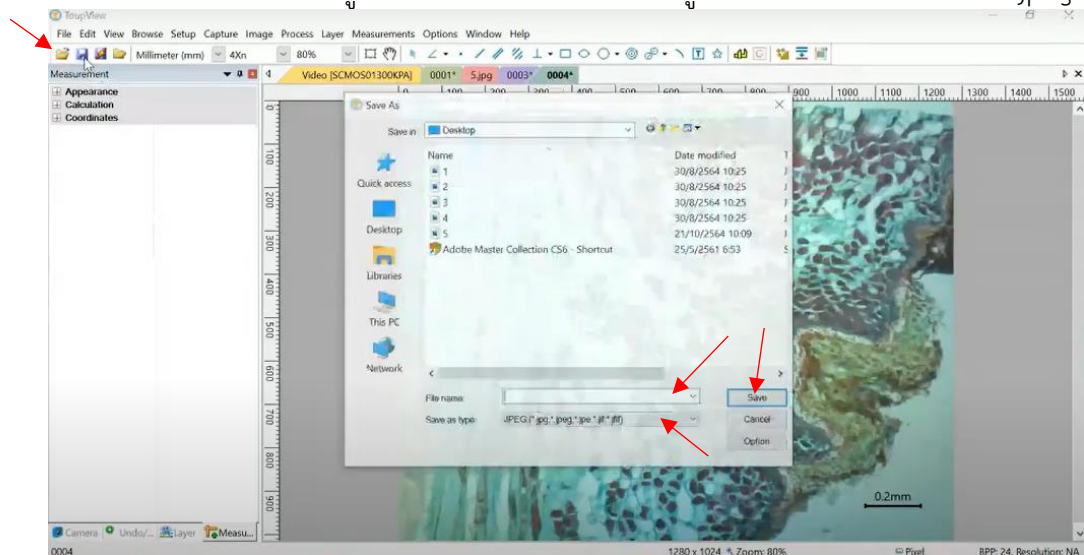 ToupView
File Edit View Browse Setup Capture Image Process Layer Measurements Options Window Help
Millimeter (mm) 4Xn 80%
Measurement
Video [SCMOS01300KPA] 0001* 5.jpg 0003* 0004*
Appearance
Calculation
Coordinates
900 1000 1100 1200 1300 1400 1500
Save As
Save in: Desktop
Name Date modified
1 30/8/2564 10:25
2 30/8/2564 10:25
3 30/8/2564 10:25
4 30/8/2564 10:25
5 21/10/2564 10:09
Adobe Master Collection CS6 - Shortcut 25/5/2561 6:53
Quick access
Desktop
Libraries
This PC
Network
File name: Save
Save as type: JPEG (*.jpg;*.jpeg;*.jpe;*.jif;*.jfif) Cancel
Option
100
200
300
400
500
600
700
800
900
0.2mm
Camera Undo/... Layer Measu...
0004 1280 x 1024 Zoom: 80% Pixel BPP: 24, Resolution: NA